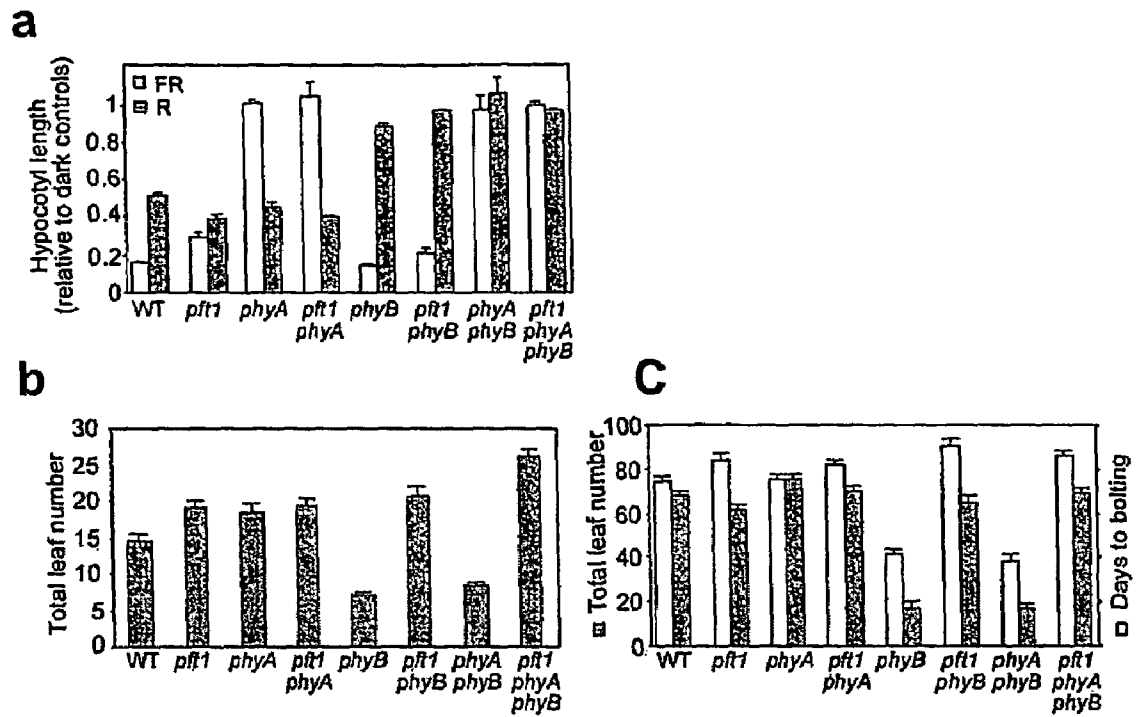 a
Hypocotyl length
(relative to dark controls)
FR
R
1
0.8
0.6
0.4
0.2
0
WT pft1 phyA pft1 phyB pft1 phyA pft1
phyA phyB phyB phyA
phyB
b
Total leaf number
30
25
20
15
10
5
0
WT pft1 phyA pft1 phyB pft1 phyA pft1
phyA phyB phyB phyA
phyB
C
Total leaf number
100
80
60
40
20
0
Days to bolting
WT pft1 phyA pft1 phyB pft1 phyA pft1
phyA phyB phyB phyA
phyB